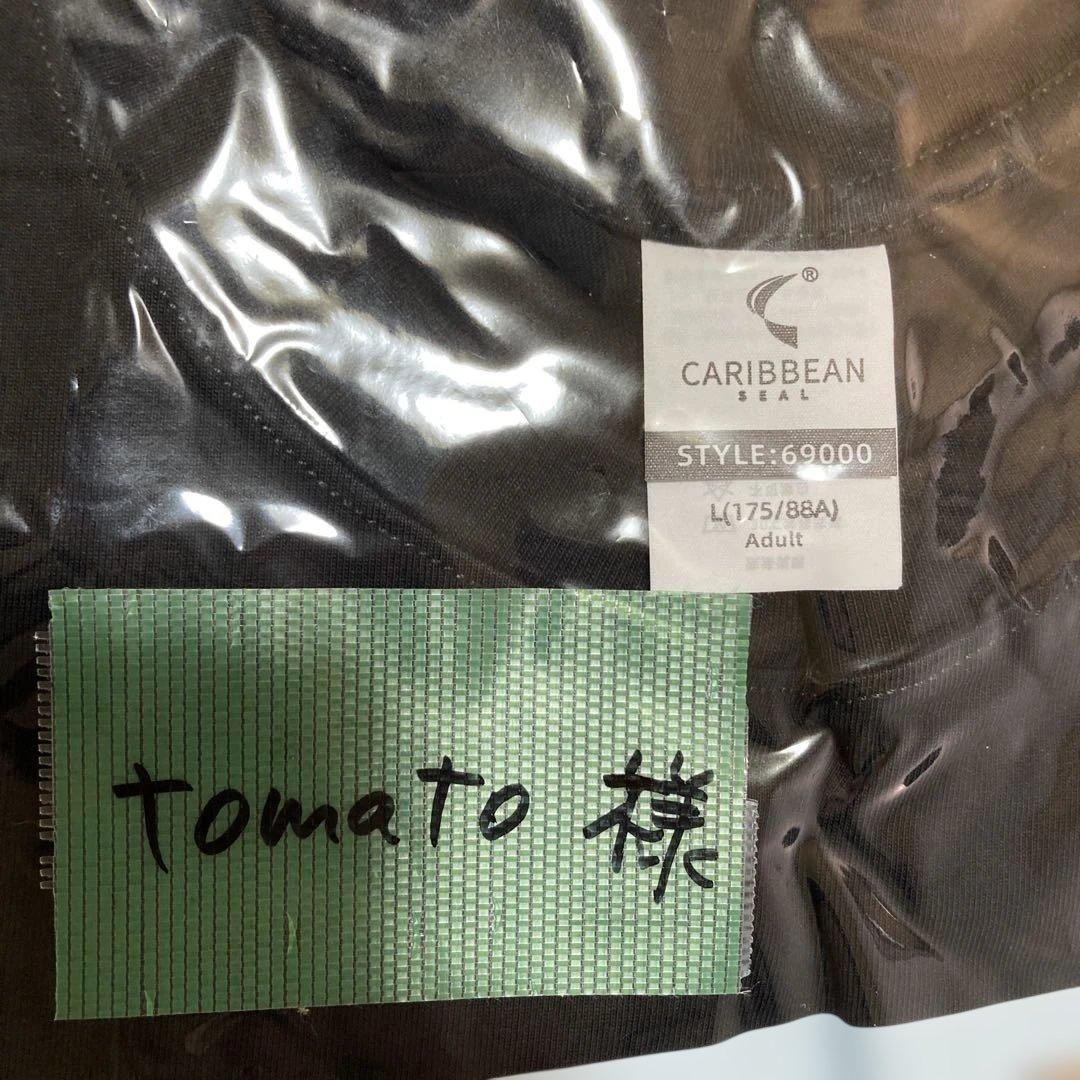 ®
CARIBBEAN
SEAL
STYLE:69000
L(175/88A)
Adult
tomato 様